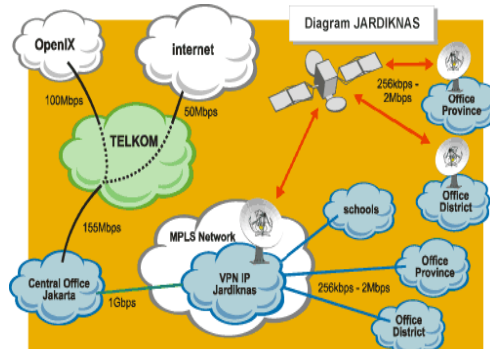 Diagram JARDIKNAS
OpenIX
internet
100Mbps
50Mbps
TELKOM
256kbps -
2Mbps
Office
Province
Office
District
155Mbps
MPLS Network
schools
Central Office
Jakarta
1Gbps
VPN IP
Jardiknas
256kbps - 2Mbps
Office
Province
Office
District